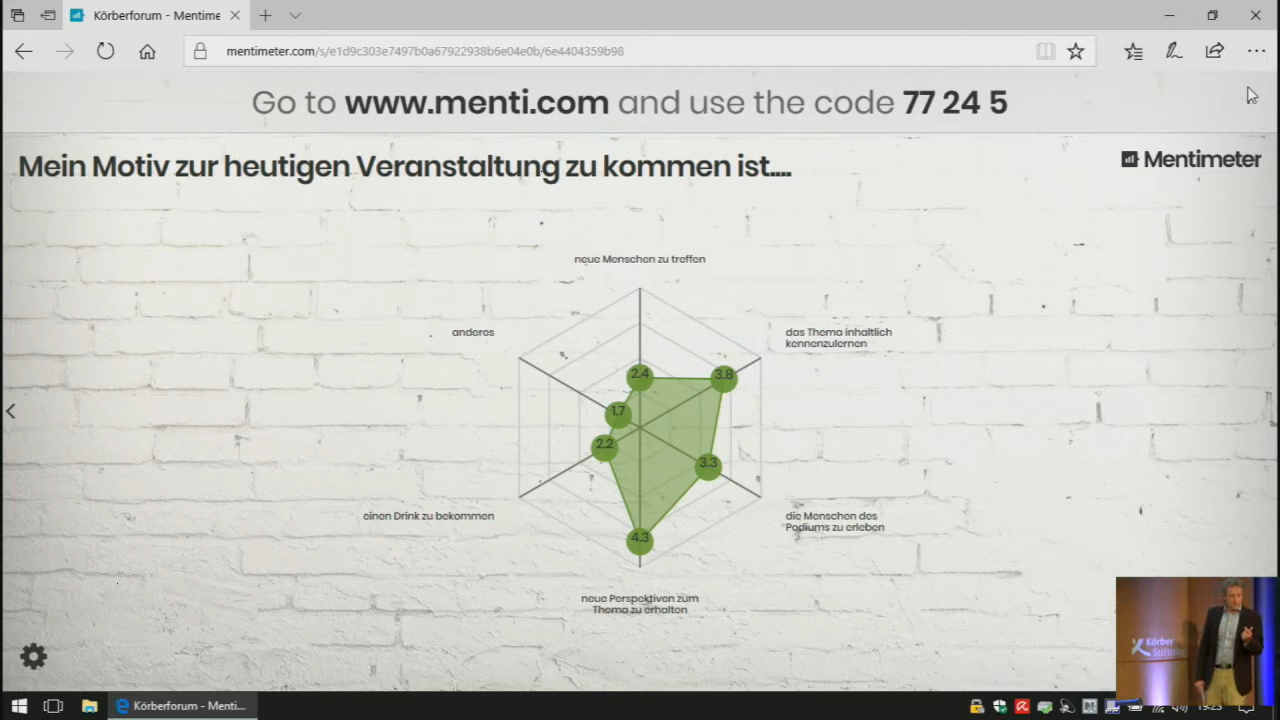 Körberforum - Mentime
mentimeter.com/s/e1d9c303e7497b0a67922938b6e04e0b/6e4404359b98
Go to www.menti.com and use the code 77 24 5
Mein Motiv zur heutigen Veranstaltung zu kommen ist....
Mentimeter
neue Menschen zu treffen
anderes
das Thema inhaltlich
kennenzulernen
2.4
3.8
1.7
2.2
3.3
4.3
einen Drink zu bekommen
die Menschen des
Podiums zu erleben
neue Perspektiven zum
Thema zu erhalten
Körber
Stiftung
Körberforum - Menti...